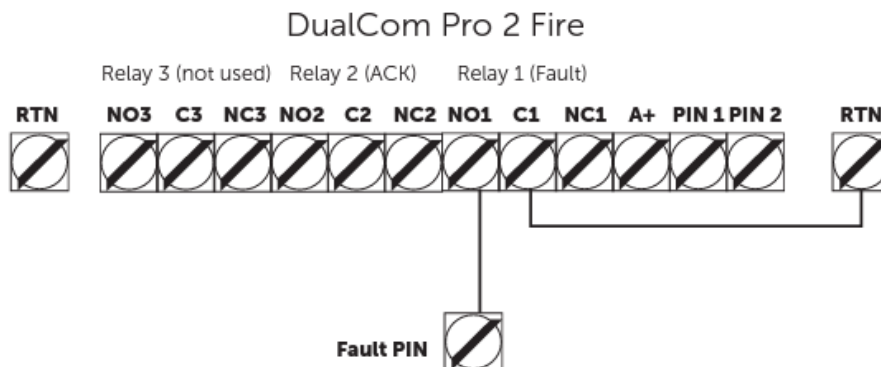 DualCom Pro 2 Fire
Relay 3 (not used) Relay 2 (ACK) Relay 1 (Fault)
RTN NO3 C3 NC3 NO2 C2 NC2 NO1 C1 NC1 A+ PIN 1 PIN 2 RTN
Fault PIN